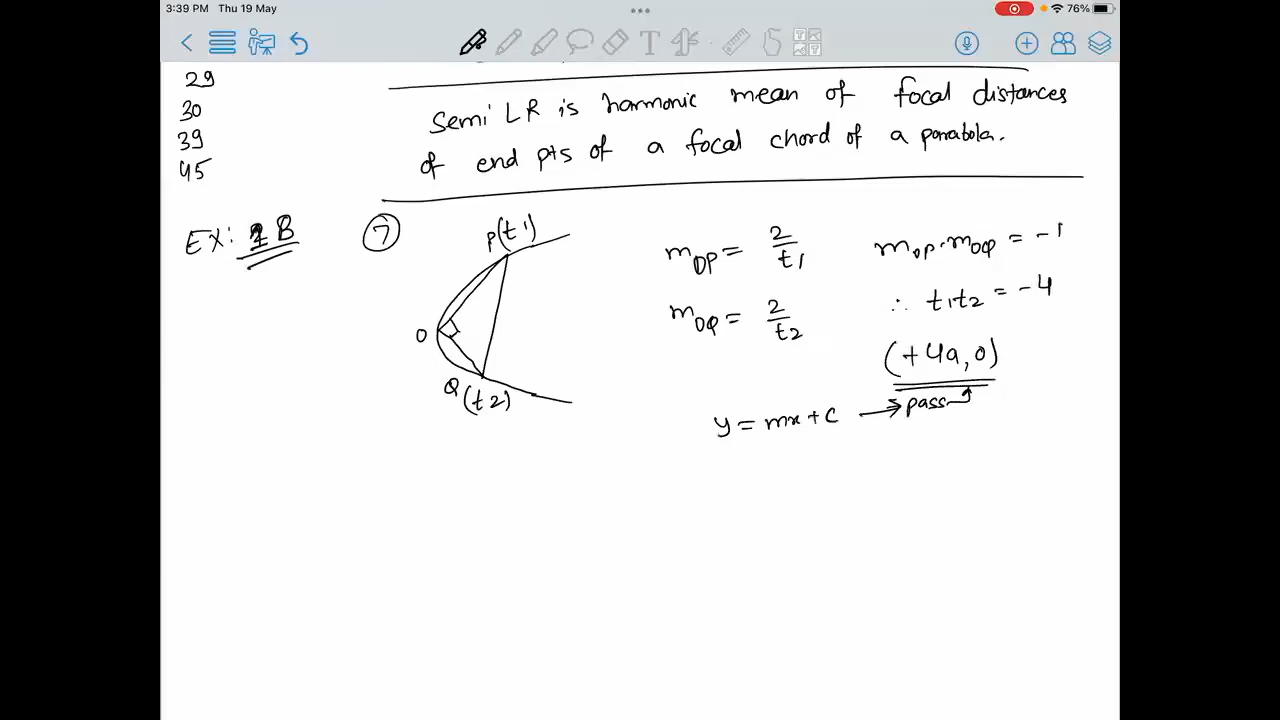 3:39 PM Thu 19 May
76%
29
30
39
45
Semi LR is harmonic mean of focal distances
of end pts of a focal chord of a parabola.
EX: 1B
7
P(t1)
O
Q(t2)
mOP = 2/t1
mOQ = 2/t2
mOP.mOQ = -1
∴ t1t2 = -4
(+4a,0)
y = mx + c → pass